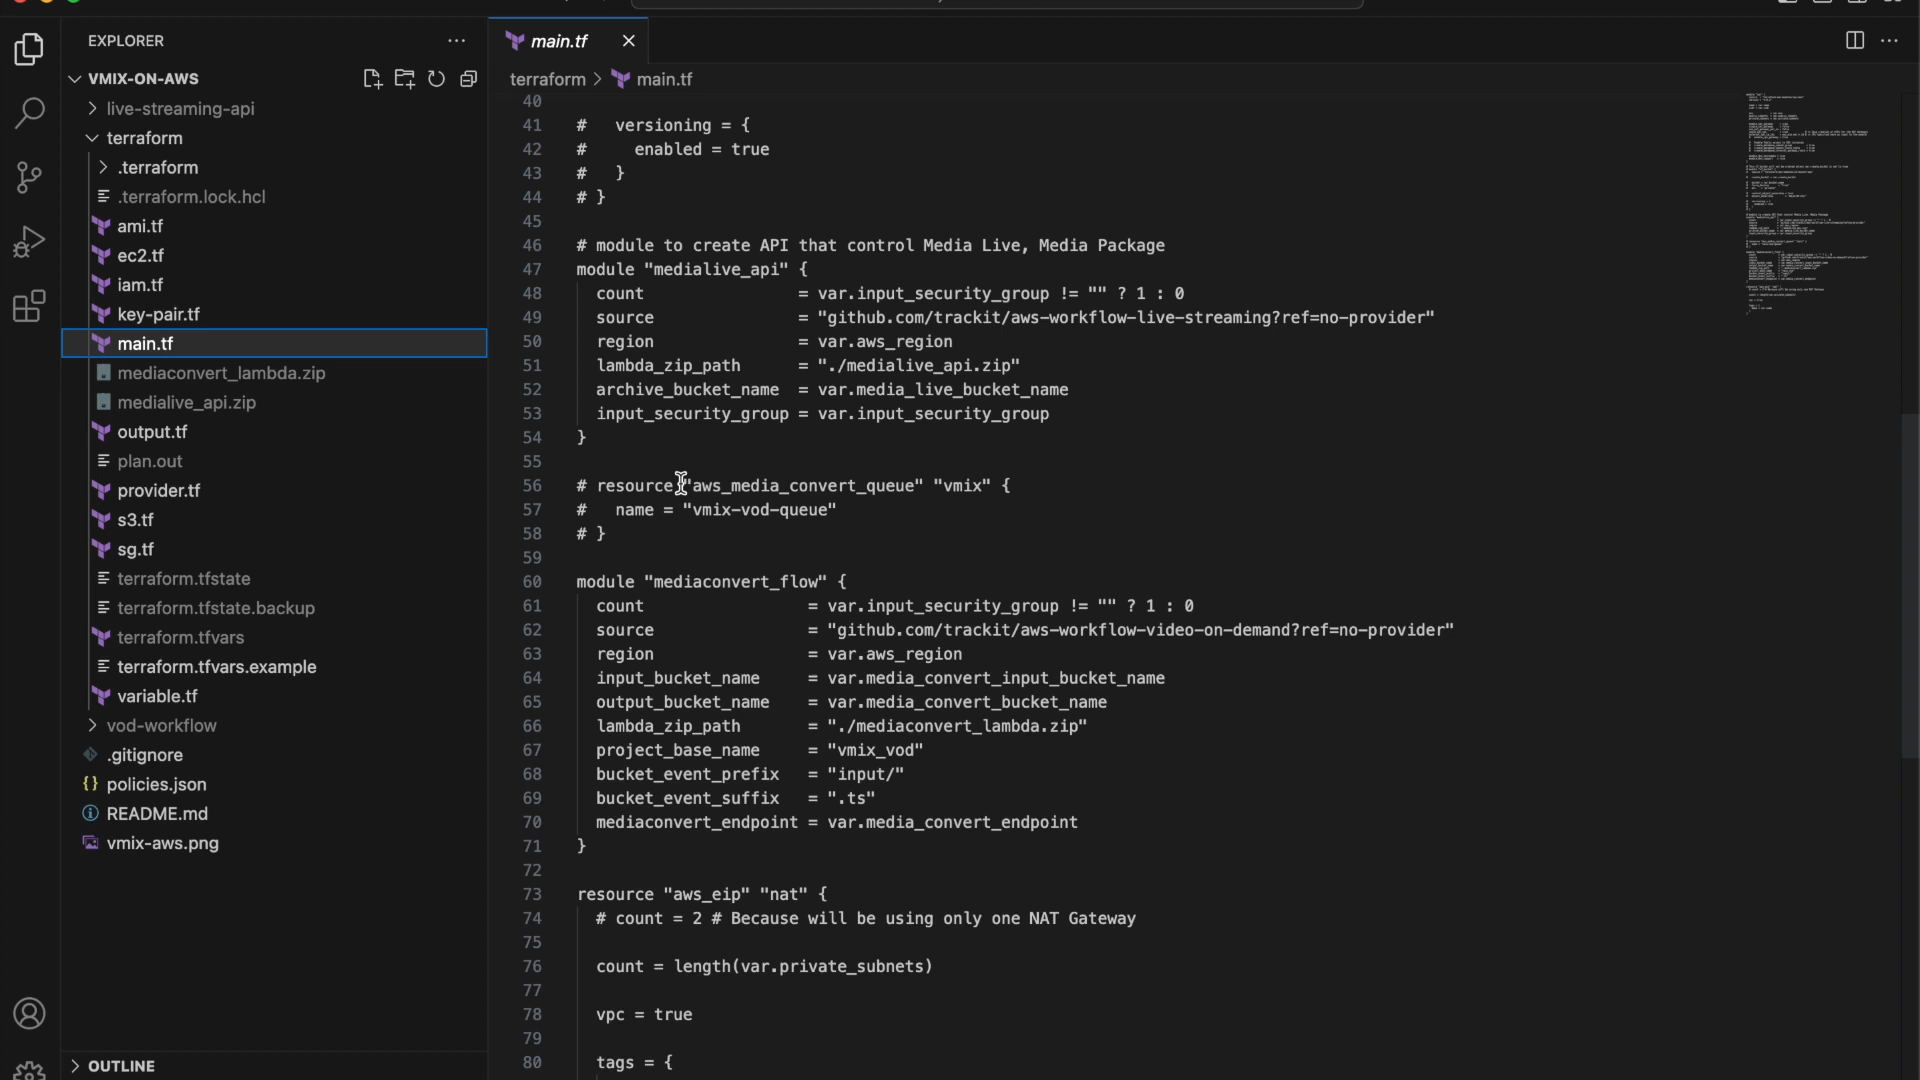 EXPLORER
VMIX-ON-AWS
live-streaming-api
terraform
.terraform
.terraform.lock.hcl
ami.tf
ec2.tf
iam.tf
key-pair.tf
main.tf
mediaconvert_lambda.zip
medialive_api.zip
output.tf
plan.out
provider.tf
s3.tf
sg.tf
terraform.tfstate
terraform.tfstate.backup
terraform.tfvars
terraform.tfvars.example
variable.tf
vod-workflow
.gitignore
policies.json
README.md
vmix-aws.png
OUTLINE
main.tf
terraform > main.tf
40
41 #   versioning = {
42 #     enabled = true
43 #   }
44 # }
45
46 # module to create API that control Media Live, Media Package
47 module "medialive_api" {
48   count                = var.input_security_group != "" ? 1 : 0
49   source               = "github.com/trackit/aws-workflow-live-streaming?ref=no-provider"
50   region               = var.aws_region
51   lambda_zip_path      = "./medialive_api.zip"
52   archive_bucket_name  = var.media_live_bucket_name
53   input_security_group = var.input_security_group
54 }
55
56 # resource "aws_media_convert_queue" "vmix" {
57 #   name = "vmix-vod-queue"
58 # }
59
60 module "mediaconvert_flow" {
61   count                 = var.input_security_group != "" ? 1 : 0
62   source                = "github.com/trackit/aws-workflow-video-on-demand?ref=no-provider"
63   region                = var.aws_region
64   input_bucket_name     = var.media_convert_input_bucket_name
65   output_bucket_name    = var.media_convert_bucket_name
66   lambda_zip_path       = "./mediaconvert_lambda.zip"
67   project_base_name     = "vmix_vod"
68   bucket_event_prefix   = "input/"
69   bucket_event_suffix   = ".ts"
70   mediaconvert_endpoint = var.media_convert_endpoint
71 }
72
73 resource "aws_eip" "nat" {
74   # count = 2 # Because will be using only one NAT Gateway
75
76   count = length(var.private_subnets)
77
78   vpc = true
79
80   tags = {